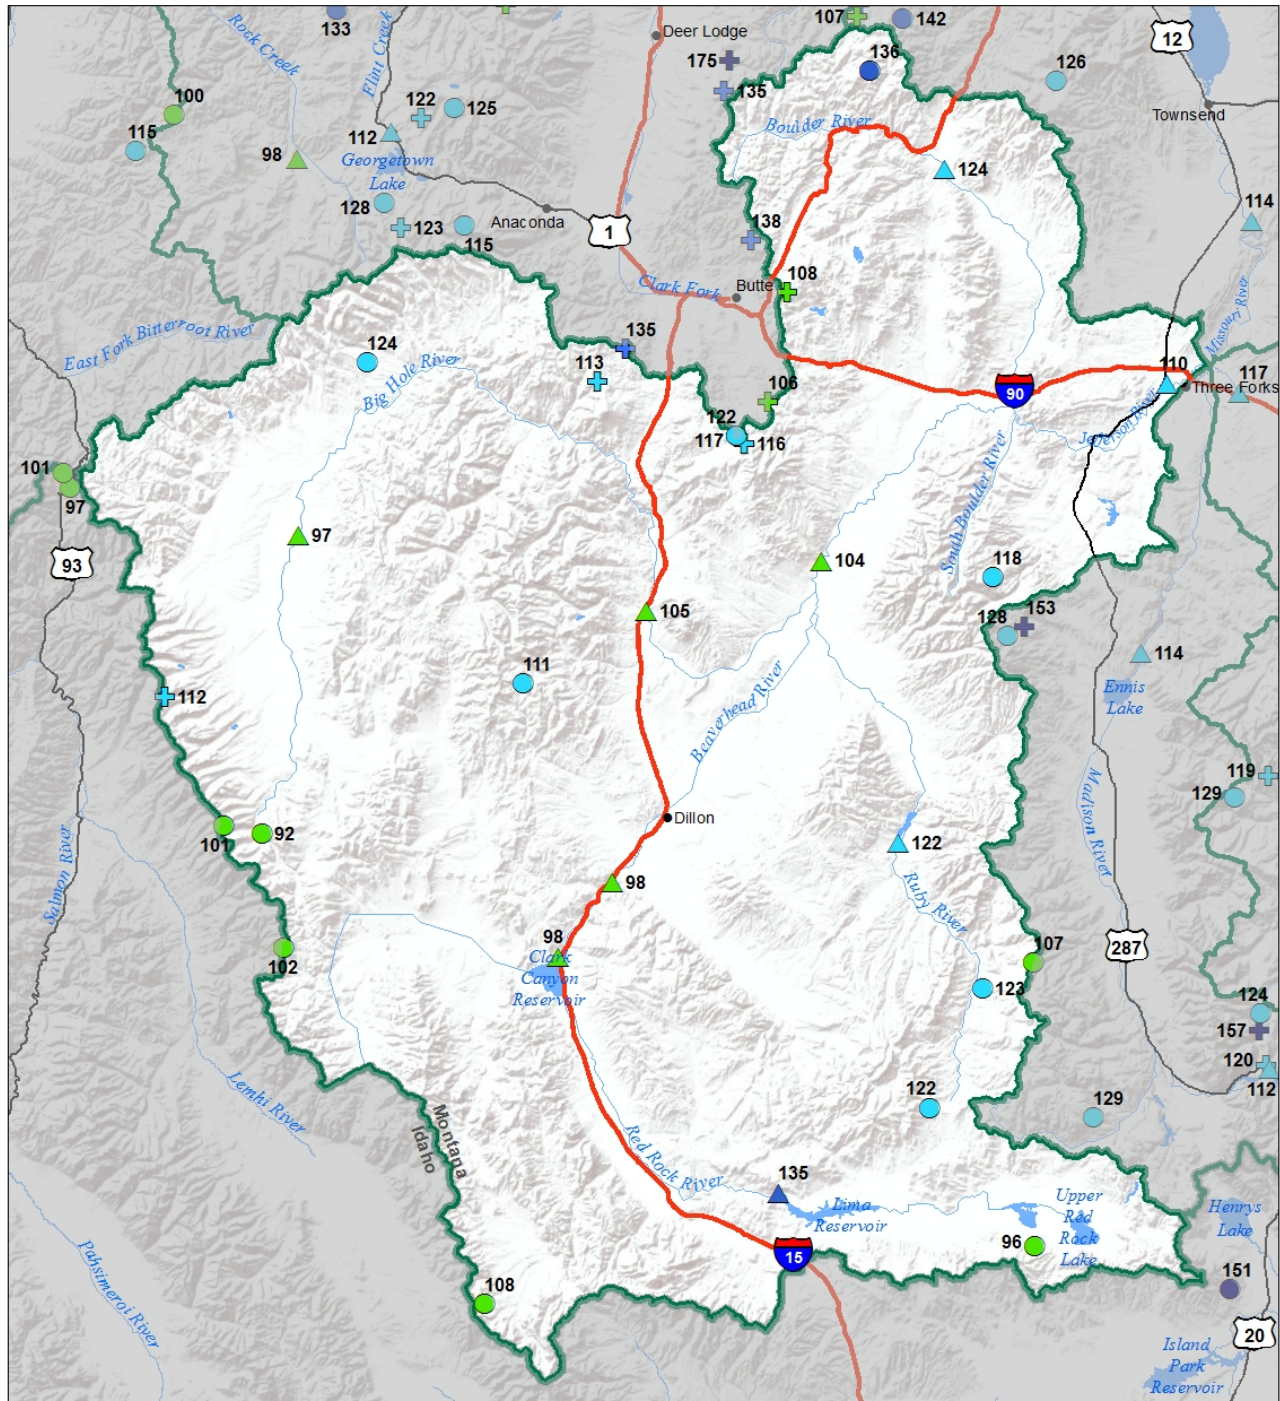 133
107
142
12
Rock Creek
Flint Creek
Deer Lodge
175
136
126
135
100
122
125
Townsend
Boulder River
115
112
98
Georgetown
Lake
124
128
123
115
Anaconda
1
138
114
Clark Fork
Butte
108
Missouri River
East Fork Bitterroot River
124
Big Hole River
135
113
106
90
110
117
Three Forks
Jefferson River
122
117
116
South Boulder River
101
97
97
93
104
118
105
128
153
114
111
Ennis
Lake
112
Beaverhead River
Madison River
119
129
Dillon
101
92
122
Salmon River
98
Ruby River
98
107
287
102
Clark
Canyon
Reservoir
123
124
157
120
112
Lemhi River
122
129
Montana
Idaho
Red Rock River
135
Lima
Reservoir
Upper
Red
Rock
Lake
Henrys
Lake
96
15
Pahsimeroi River
108
151
20
Island
Park
Reservoir